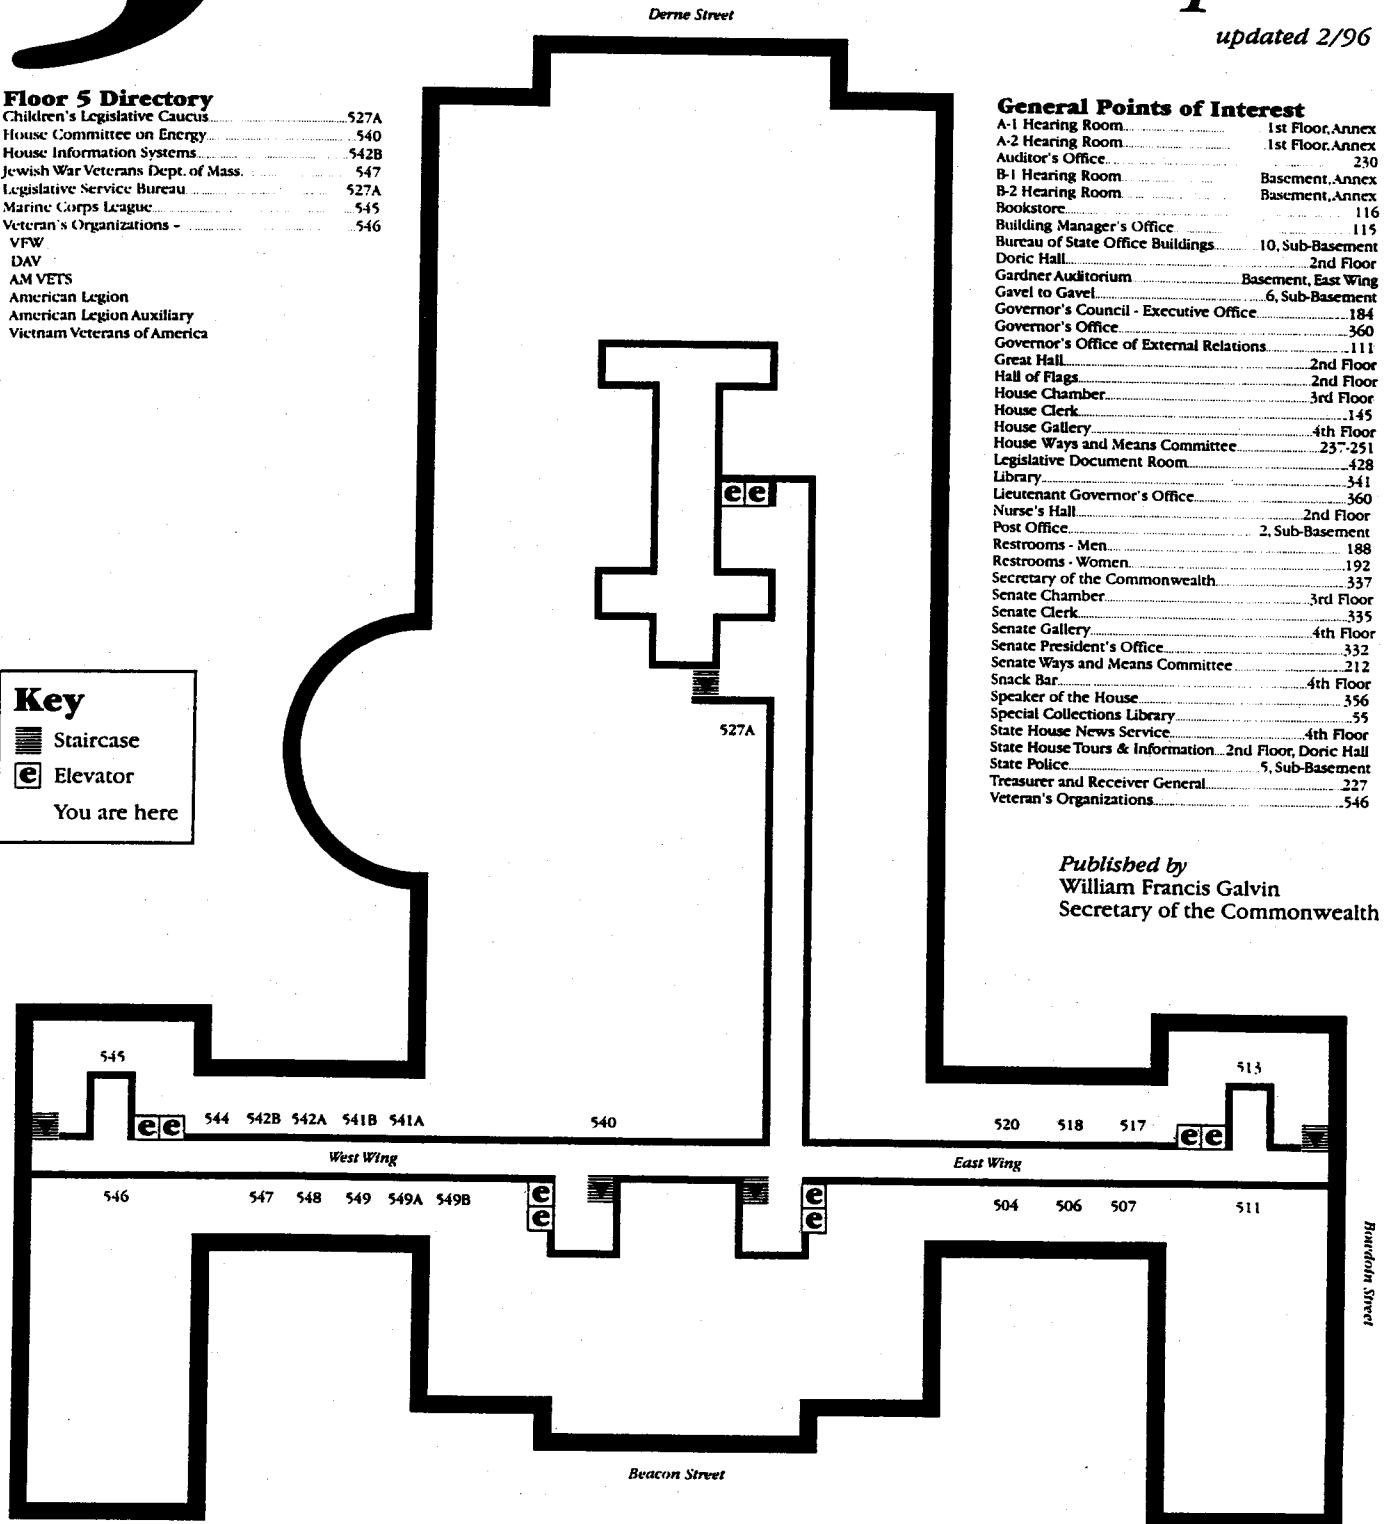 Derne Street
updated 2/96
Floor 5 Directory
Children's Legislative Caucus 527A
House Committee on Energy 540
House Information Systems 542B
Jewish War Veterans Dept. of Mass. 547
Legislative Service Bureau 527A
Marine Corps League 545
Veteran's Organizations - 546
VFW
DAV
AM VETS
American Legion
American Legion Auxiliary
Vietnam Veterans of America
General Points of Interest
A-1 Hearing Room 1st Floor, Annex
A-2 Hearing Room 1st Floor, Annex
Auditor's Office 230
B-1 Hearing Room Basement, Annex
B-2 Hearing Room Basement, Annex
Bookstore 116
Building Manager's Office 115
Bureau of State Office Buildings 10, Sub-Basement
Doric Hall 2nd Floor
Gardner Auditorium Basement, East Wing
Gavel to Gavel 6, Sub-Basement
Governor's Council - Executive Office 184
Governor's Office 360
Governor's Office of External Relations 111
Great Hall 2nd Floor
Hall of Flags 2nd Floor
House Chamber 3rd Floor
House Clerk 145
House Gallery 4th Floor
House Ways and Means Committee 237-251
Legislative Document Room 428
Library 341
Lieutenant Governor's Office 360
Nurse's Hall 2nd Floor
Post Office 2, Sub-Basement
Restrooms - Men 188
Restrooms - Women 192
Secretary of the Commonwealth 337
Senate Chamber 3rd Floor
Senate Clerk 335
Senate Gallery 4th Floor
Senate President's Office 332
Senate Ways and Means Committee 212
Snack Bar 4th Floor
Speaker of the House 356
Special Collections Library 55
State House News Service 4th Floor
State House Tours & Information 2nd Floor, Doric Hall
State Police 5, Sub-Basement
Treasurer and Receiver General 227
Veteran's Organizations 546
Published by
William Francis Galvin
Secretary of the Commonwealth
Key
Staircase
e Elevator
You are here
e e
527A
545
513
e e 544 542B 542A 541B 541A 540 520 518 517 e e
West Wing
East Wing
546 547 548 549 549A 549B e e 504 506 507 511
e e
Bowdoin Street
Beacon Street